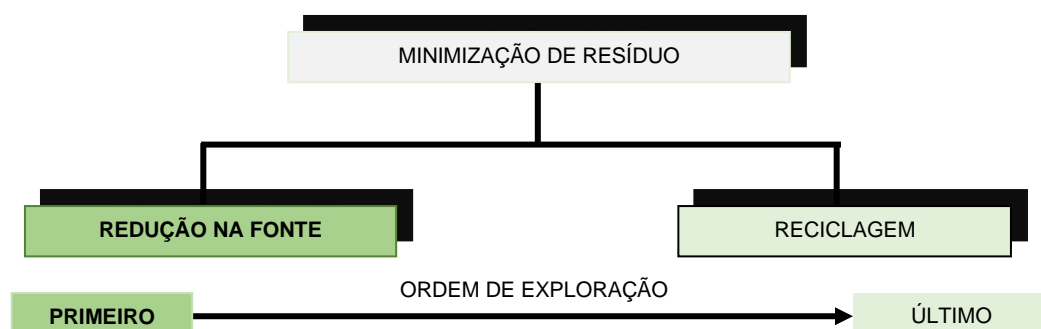 MINIMIZAÇÃO DE RESÍDUO
REDUÇÃO NA FONTE
RECICLAGEM
ORDEM DE EXPLORAÇÃO
PRIMEIRO
ÚLTIMO